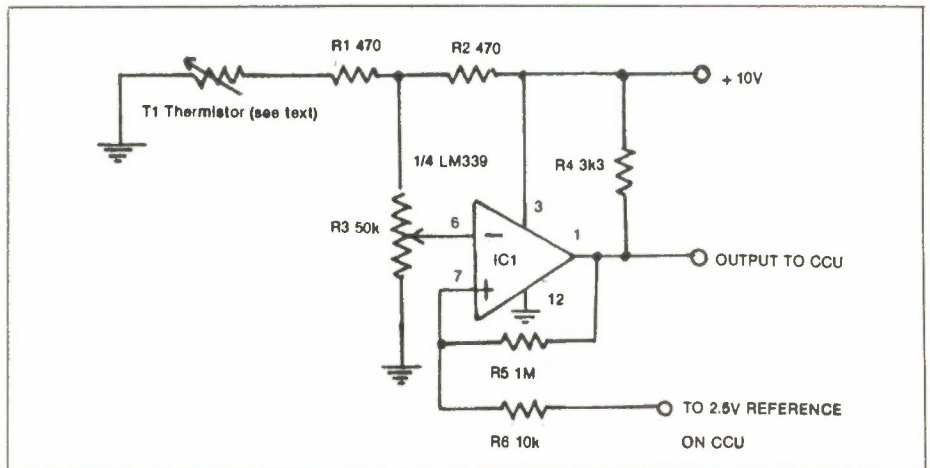 R1 470
R2 470
+ 10V
T1 Thermistor (see text)
1/4 LM339
R4 3k3
R3 50k
6
3
1
−
IC1
OUTPUT TO CCU
7
+
12
R5 1M
TO 2.5V REFERENCE
R6 10k
ON CCU